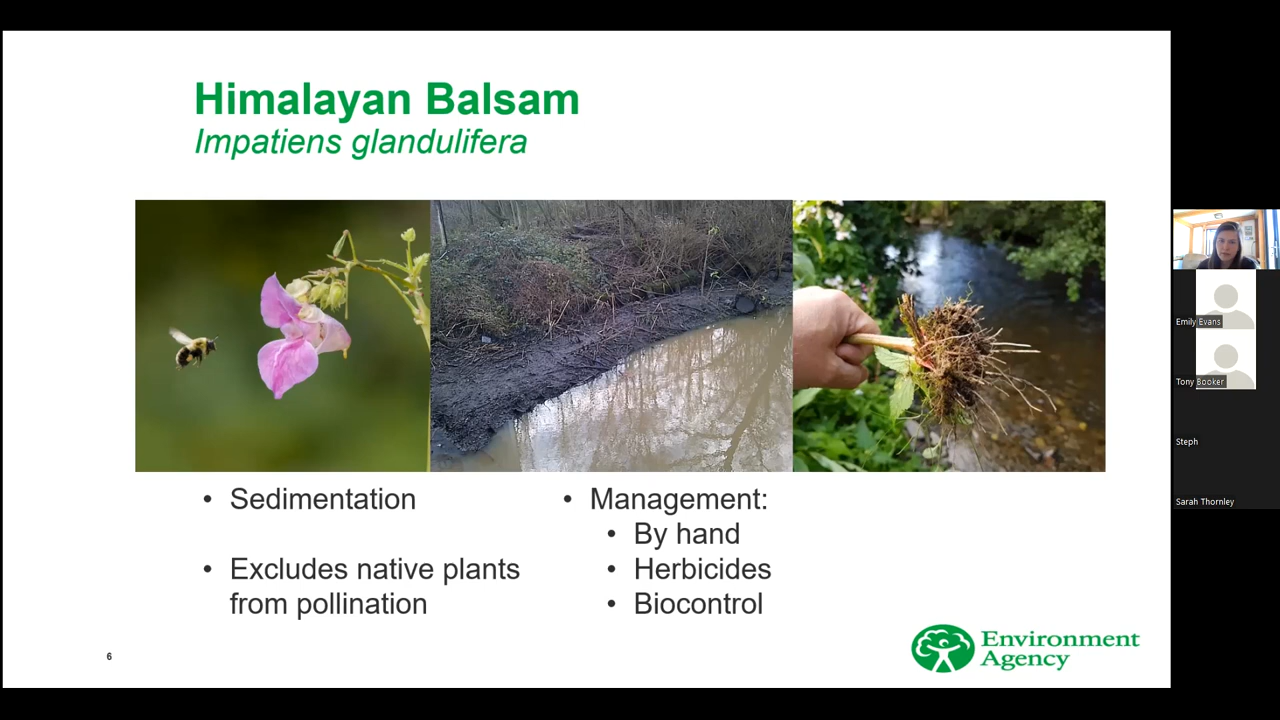 Himalayan Balsam
Impatiens glandulifera
• Sedimentation
• Excludes native plants
from pollination
• Management:
• By hand
• Herbicides
• Biocontrol
6
Environment
Agency
Emily Evans
Tony Booker
Steph
Sarah Thornley